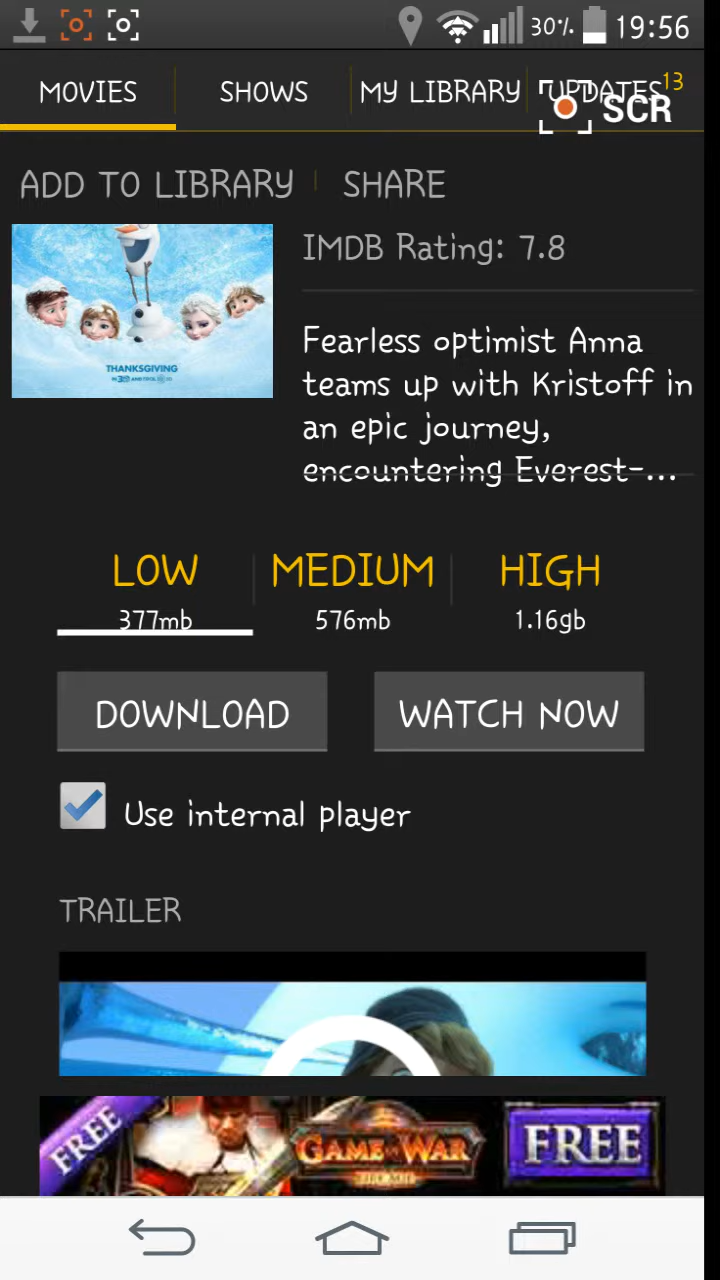 30% 19:56
MOVIES SHOWS MY LIBRARY UPDATES 13
SCR
ADD TO LIBRARY SHARE
IMDB Rating: 7.8
Fearless optimist Anna
teams up with Kristoff in
an epic journey,
encountering Everest-...
THANKSGIVING
LOW MEDIUM HIGH
377mb 576mb 1.16gb
DOWNLOAD WATCH NOW
Use internal player
TRAILER
FREE GAME OF WAR FREE
FIRE AGE